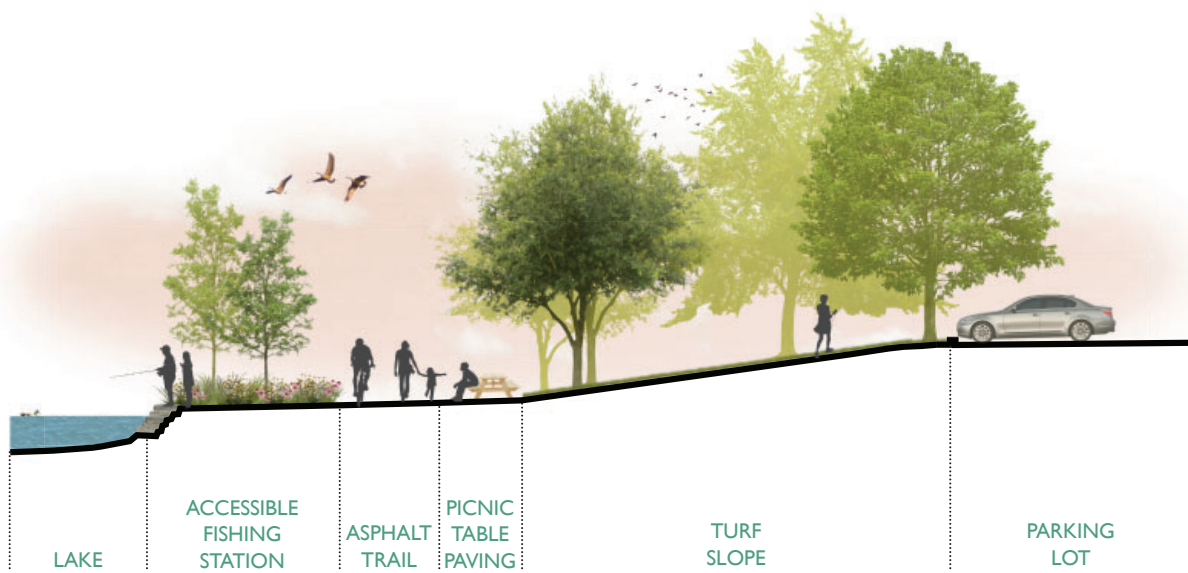 LAKE
ACCESSIBLE
FISHING
STATION
ASPHALT
TRAIL
PICNIC
TABLE
PAVING
TURF
SLOPE
PARKING
LOT